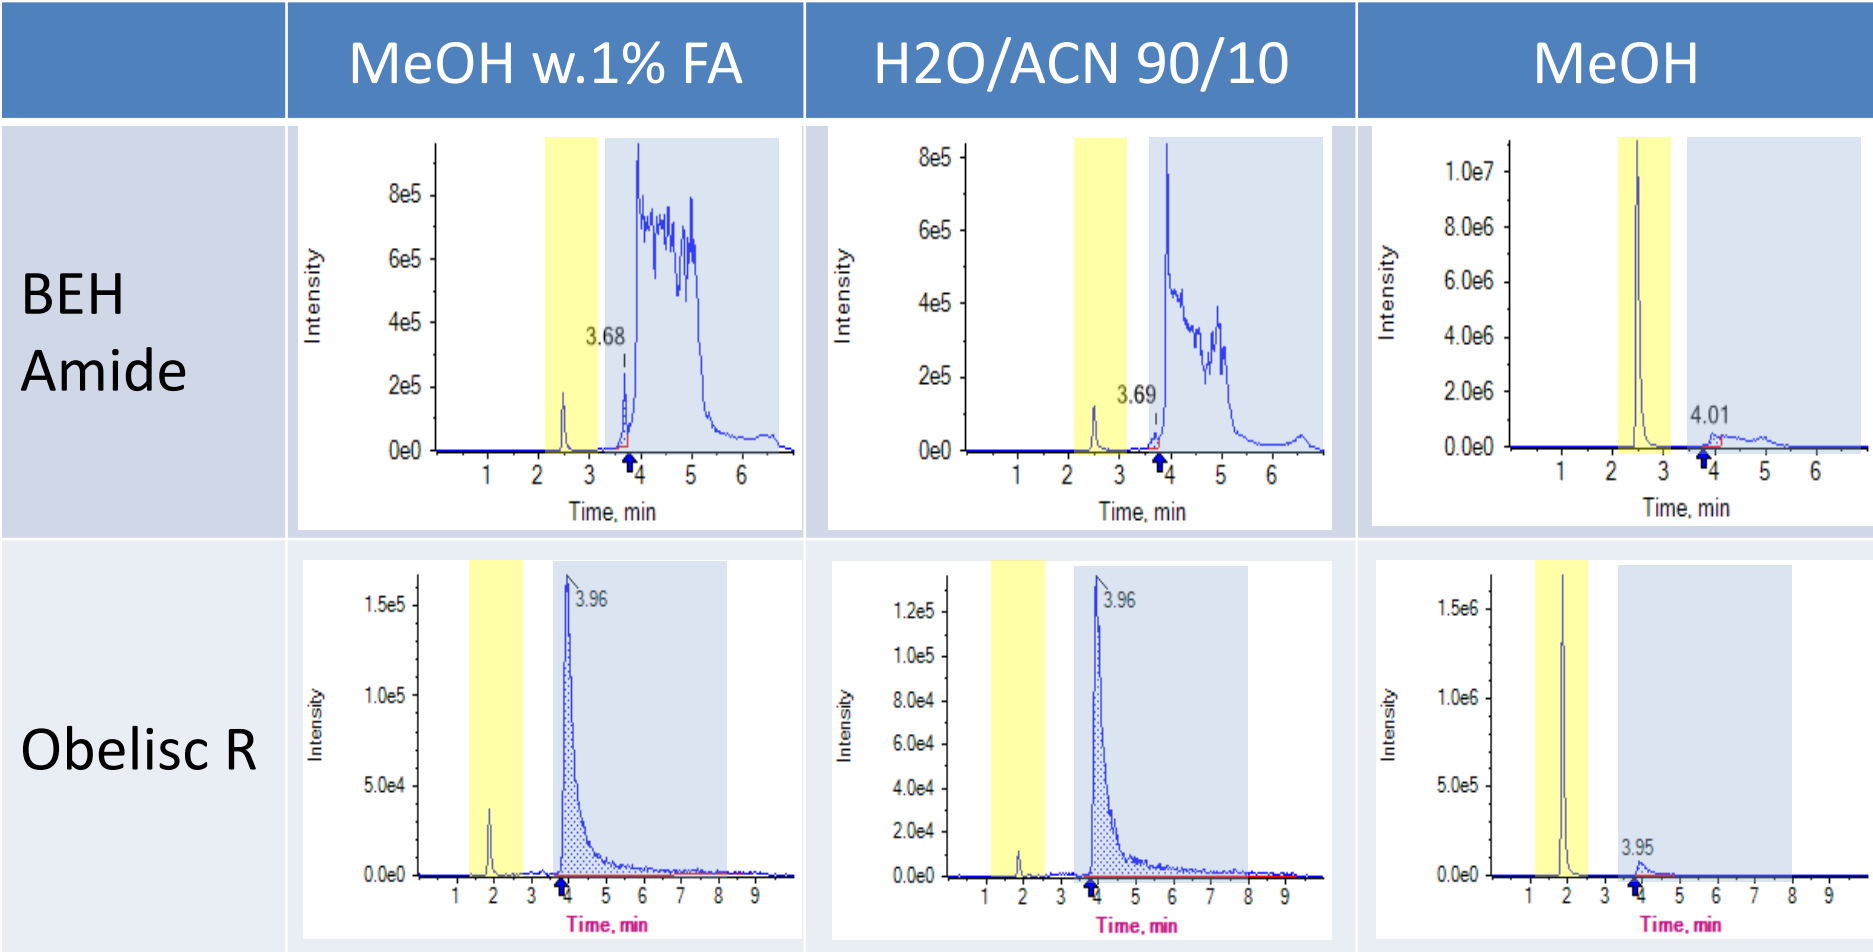 MeOH w.1% FA
H2O/ACN 90/10
MeOH
BEH
Amide
Intensity
8e5
6e5
4e5
2e5
0e0
3.68
1 2 3 4 5 6
Time, min
Intensity
8e5
6e5
4e5
2e5
0e0
3.69
1 2 3 4 5 6
Time, min
Intensity
1.0e7
8.0e6
6.0e6
4.0e6
2.0e6
0.0e0
4.01
1 2 3 4 5 6
Time, min
Obelisc R
Intensity
1.5e5
1.0e5
5.0e4
0.0e0
3.96
1 2 3 4 5 6 7 8 9
Time, min
Intensity
1.2e5
1.0e5
8.0e4
6.0e4
4.0e4
2.0e4
0.0e0
3.96
1 2 3 4 5 6 7 8 9
Time, min
Intensity
1.5e6
1.0e6
5.0e5
0.0e0
3.95
1 2 3 4 5 6 7 8 9
Time, min